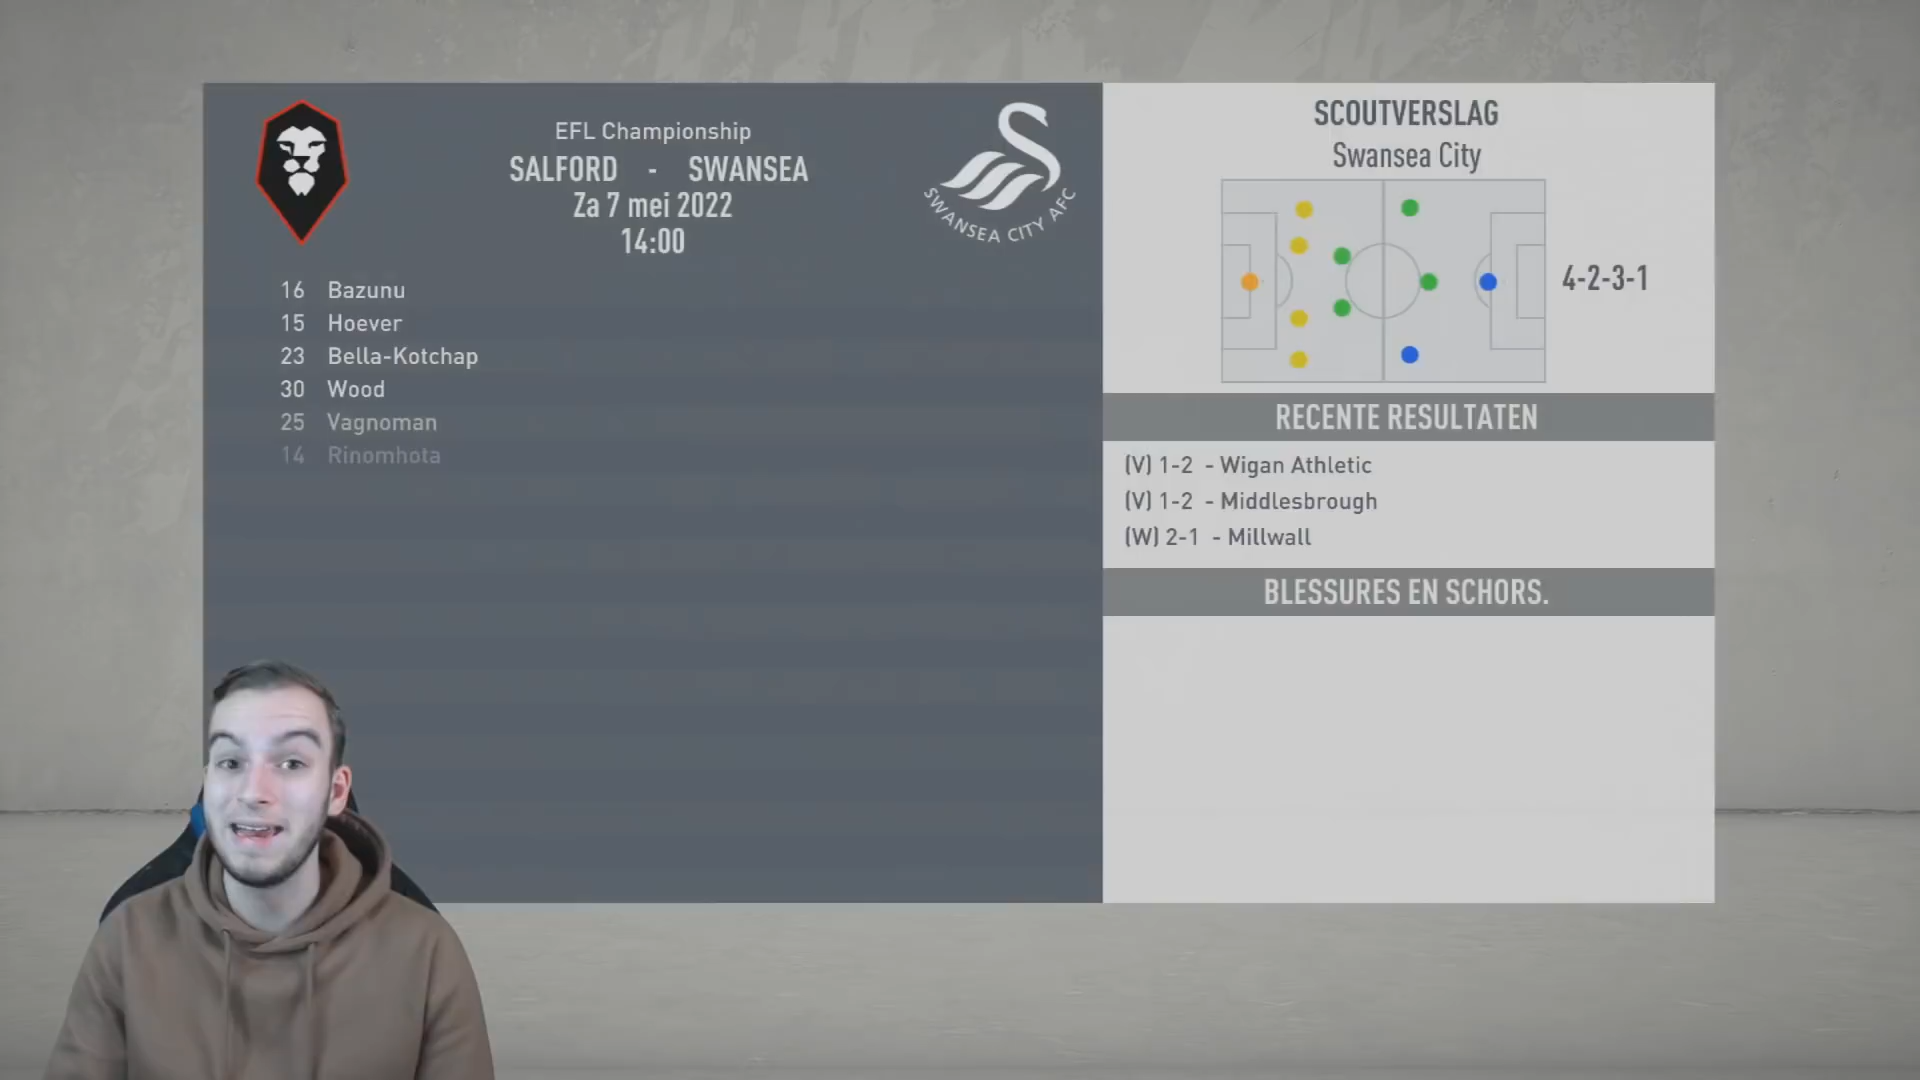 EFL Championship
SALFORD - SWANSEA
Za 7 mei 2022
14:00
SWANSEA CITY AFC
16 Bazunu
15 Hoever
23 Bella-Kotchap
30 Wood
25 Vagnoman
14 Rinomhota
SCOUTVERSLAG
Swansea City
4-2-3-1
RECENTE RESULTATEN
(V) 1-2 - Wigan Athletic
(V) 1-2 - Middlesbrough
(W) 2-1 - Millwall
BLESSURES EN SCHORS.